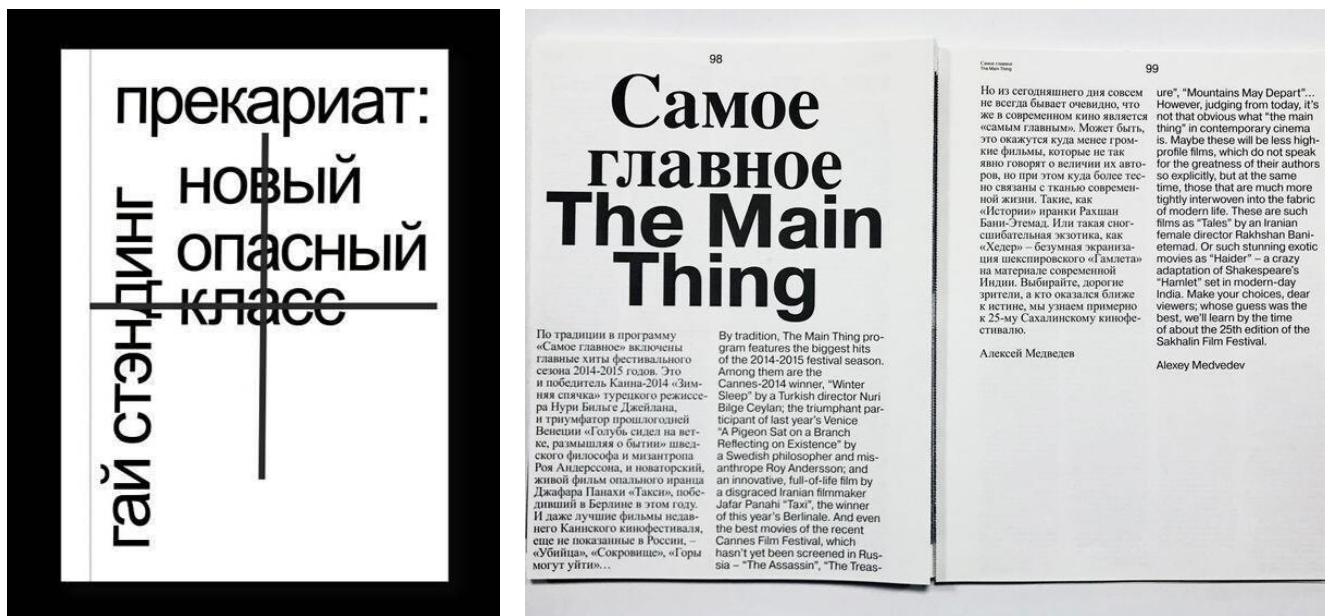 прекариат:
новый
опасный
класс
гай стэндинг
98
Самое
главное
The Main
Thing
По традиции в программу
«Самое главное» включены
главные хиты фестивального
сезона 2014-2015 годов. Это
и победитель Канна-2014 «Зим-
няя спячка» турецкого режиссе-
ра Нури Бильге Джейлана,
и триумфатор прошлогодней
Венеции «Голубь сидел на вет-
ке, размышляя о бытии» швед-
ского философа и мизантропа
Роя Андерссона, и новаторский,
живой фильм опального иранца
Джафара Панахи «Такси», побе-
дивший в Берлине в этом году.
И даже лучшие фильмы недав-
него Каннского кинофестиваля,
еще не показанные в России, –
«Убийца», «Сокровище», «Горы
могут уйти»...
By tradition, The Main Thing pro-
gram features the biggest hits
of the 2014-2015 festival season.
Among them are the
Cannes-2014 winner, “Winter
Sleep” by a Turkish director Nuri
Bilge Ceylan; the triumphant par-
ticipant of last year’s Venice
“A Pigeon Sat on a Branch
Reflecting on Existence” by
a Swedish philosopher and mis-
anthrope Roy Andersson; and
an innovative, full-of-life film by
a disgraced Iranian filmmaker
Jafar Panahi “Taxi”, the winner
of this year’s Berlinale. And even
the best movies of the recent
Cannes Film Festival, which
hasn’t yet been screened in Rus-
sia – “The Assassin”, “The Treas-
Самое главное
The Main Thing
99
Но из сегодняшнего дня совсем
не всегда бывает очевидно, что
же в современном кино является
«самым главным». Может быть,
это окажутся куда менее гром-
кие фильмы, которые не так
явно говорят о величии их авто-
ров, но при этом куда более тес-
но связаны с тканью современ-
ной жизни. Такие, как
«Истории» иранки Рахшан
Бани-Этемад. Или такая сног-
сшибательная экзотика, как
«Хедер» – безумная экраниза-
ция шекспировского «Гамлета»
на материале современной
Индии. Выбирайте, дорогие
зрители, а кто оказался ближе
к истине, мы узнаем примерно
к 25-му Сахалинскому кинофе-
стивалю.
Алексей Медведев
ure”, “Mountains May Depart”...
However, judging from today, it’s
not that obvious what “the main
thing” in contemporary cinema
is. Maybe these will be less high-
profile films, which do not speak
for the greatness of their authors
so explicitly, but at the same
time, those that are much more
tightly interwoven into the fabric
of modern life. These are such
films as “Tales” by an Iranian
female director Rakhshan Bani-
etemad. Or such stunning exotic
movies as “Haider” – a crazy
adaptation of Shakespeare’s
“Hamlet” set in modern-day
India. Make your choices, dear
viewers; whose guess was the
best, we’ll learn by the time
of about the 25th edition of the
Sakhalin Film Festival.
Alexey Medvedev